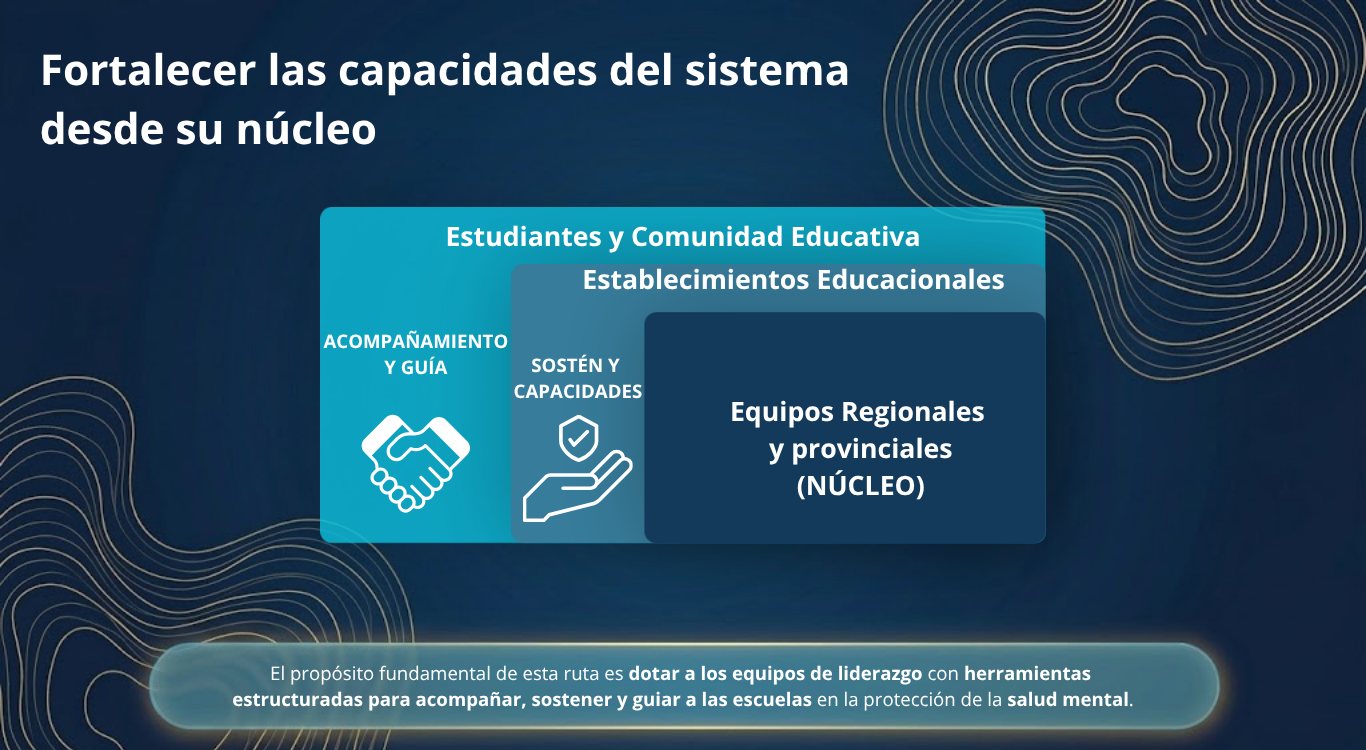 Fortalecer las capacidades del sistema
desde su núcleo
Estudiantes y Comunidad Educativa
Establecimientos Educacionales
ACOMPAÑAMIENTO
Y GUÍA
SOSTÉN Y
CAPACIDADES
Equipos Regionales
y provinciales
(NÚCLEO)
El propósito fundamental de esta ruta es dotar a los equipos de liderazgo con herramientas
estructuradas para acompañar, sostener y guiar a las escuelas en la protección de la salud mental.